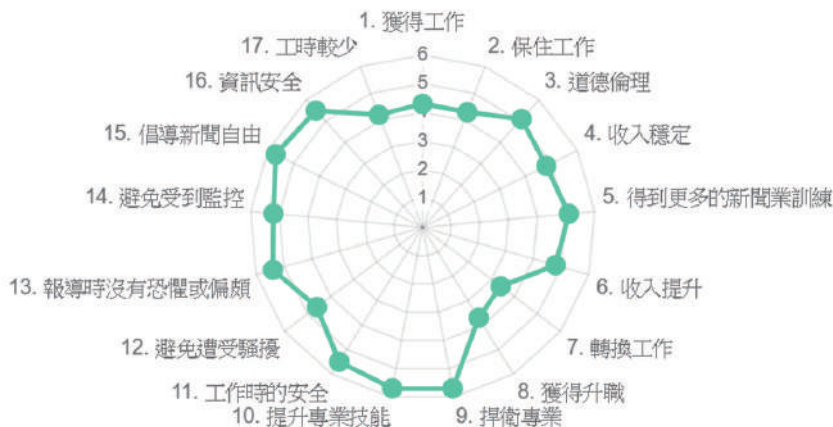 1. 獲得工作
2. 保住工作
3. 道德倫理
4. 收入穩定
5. 得到更多的新聞業訓練
6. 收入提升
7. 轉換工作
8. 獲得升職
9. 捍衛專業
10. 提升專業技能
11. 工作時的安全
12. 避免遭受騷擾
13. 報導時沒有恐懼或偏頗
14. 避免受到監控
15. 倡導新聞自由
16. 資訊安全
17. 工時較少
6
5
4
3
2
1